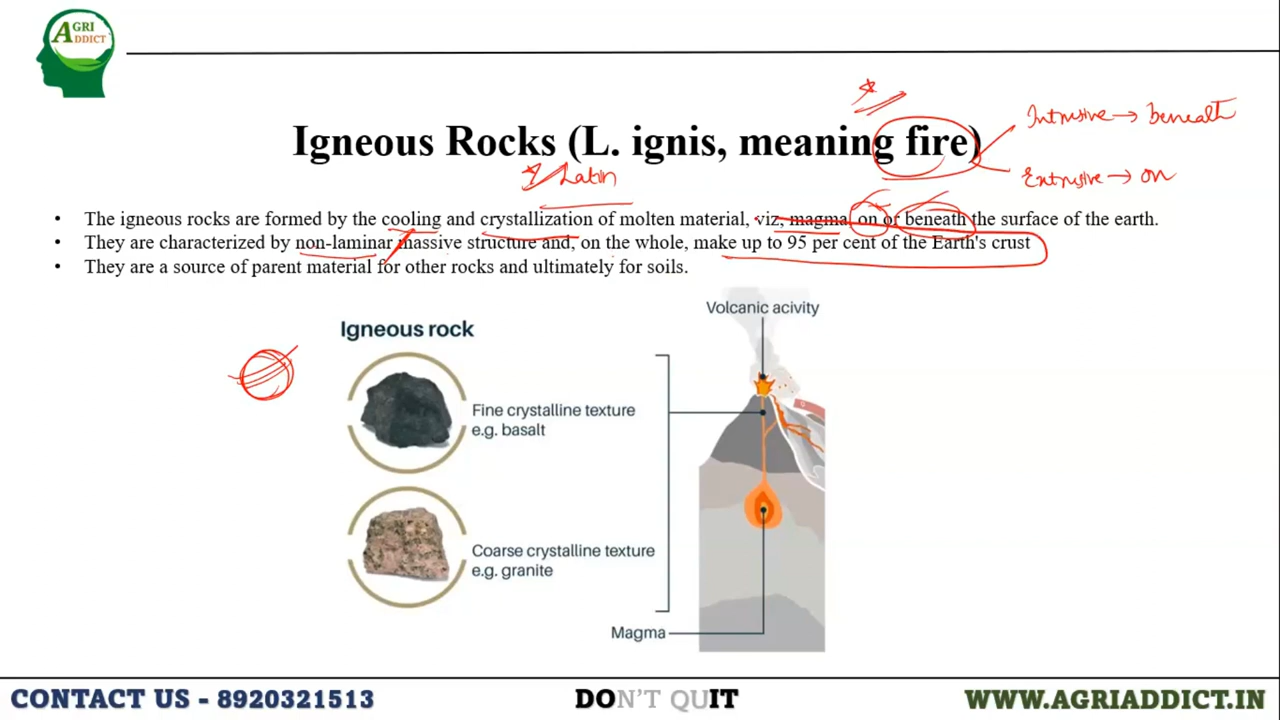 AGRI
ADDICT
Intrusive → beneath
Igneous Rocks (L. ignis, meaning fire)
Extrusive → on
Latin
• The igneous rocks are formed by the cooling and crystallization of molten material, viz, magma on or beneath the surface of the earth.
• They are characterized by non-laminar massive structure and, on the whole, make up to 95 per cent of the Earth's crust
• They are a source of parent material for other rocks and ultimately for soils.
Volcanic acivity
Igneous rock
Fine crystalline texture
e.g. basalt
Coarse crystalline texture
e.g. granite
Magma
CONTACT US - 8920321513
DON'T QUIT
WWW.AGRIADDICT.IN